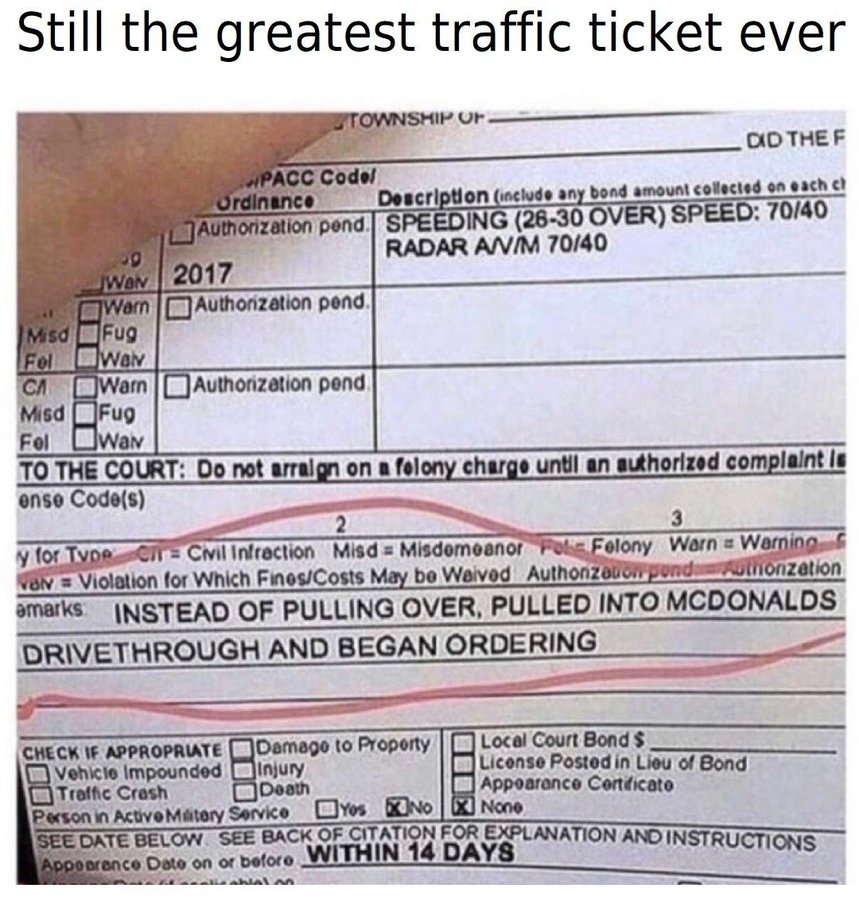 Still the greatest traffic ticket ever
TOWNSHIP OF
DID THE F
PACC Code/
Ordinance
Description (include any bond amount collected on each ch
Authorization pend.
SPEEDING (26-30 OVER) SPEED: 70/40
RADAR A/V/M 70/40
Waiv
2017
Warn
Authorization pend.
Misd
Fug
Fel
Waiv
C/I
Warn
Authorization pend.
Misd
Fug
Fel
Waiv
TO THE COURT: Do not arraign on a felony charge until an authorized complaint is
ense Code(s)
2
3
y for Type C/I = Civil Infraction Misd = Misdemeanor Fel = Felony Warn = Warning F
Waiv = Violation for Which Fines/Costs May be Waived Authorization pend = Authorization
emarks: INSTEAD OF PULLING OVER, PULLED INTO MCDONALDS
DRIVETHROUGH AND BEGAN ORDERING
CHECK IF APPROPRIATE
Damage to Property
Local Court Bond $
Vehicle Impounded
Injury
License Posted in Lieu of Bond
Traffic Crash
Death
Appearance Certificate
Person in Active Military Service
Yes
X No
X None
SEE DATE BELOW. SEE BACK OF CITATION FOR EXPLANATION AND INSTRUCTIONS
Appearance Date on or before WITHIN 14 DAYS